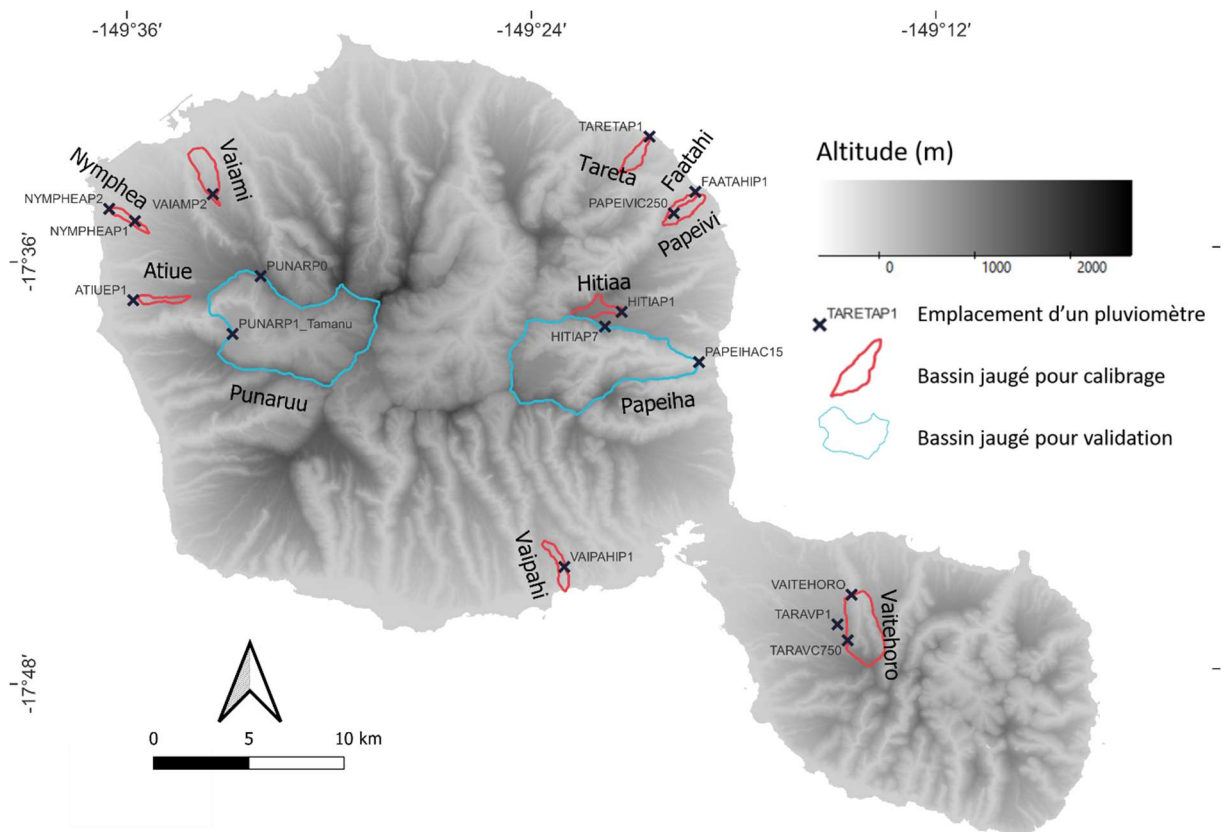 -149°36'
-149°24'
-149°12'
TARETAP1
Tareta
Faatahi
FAATAHIP1
PAPEIVIC250
Papeivi
Nymphea
Vaiami
NYMPHEAP2
VAIAMP2
NYMPHEAP1
-17°36'
Atiue
ATIUEP1
PUNARP0
PUNARP1_Tamanu
Punaruu
Hitiaa
HITIAP1
HITIAP7
PAPEIHAC15
Papeiha
Altitude (m)
0 1000 2000
TARETAP1 Emplacement d'un pluviomètre
Bassin jaugé pour calibrage
Bassin jaugé pour validation
Vaipahi
VAIPAHIP1
VAITEHORO
TARAVP1
TARAVC750
Vaitehoro
-17°48'
0 5 10 km